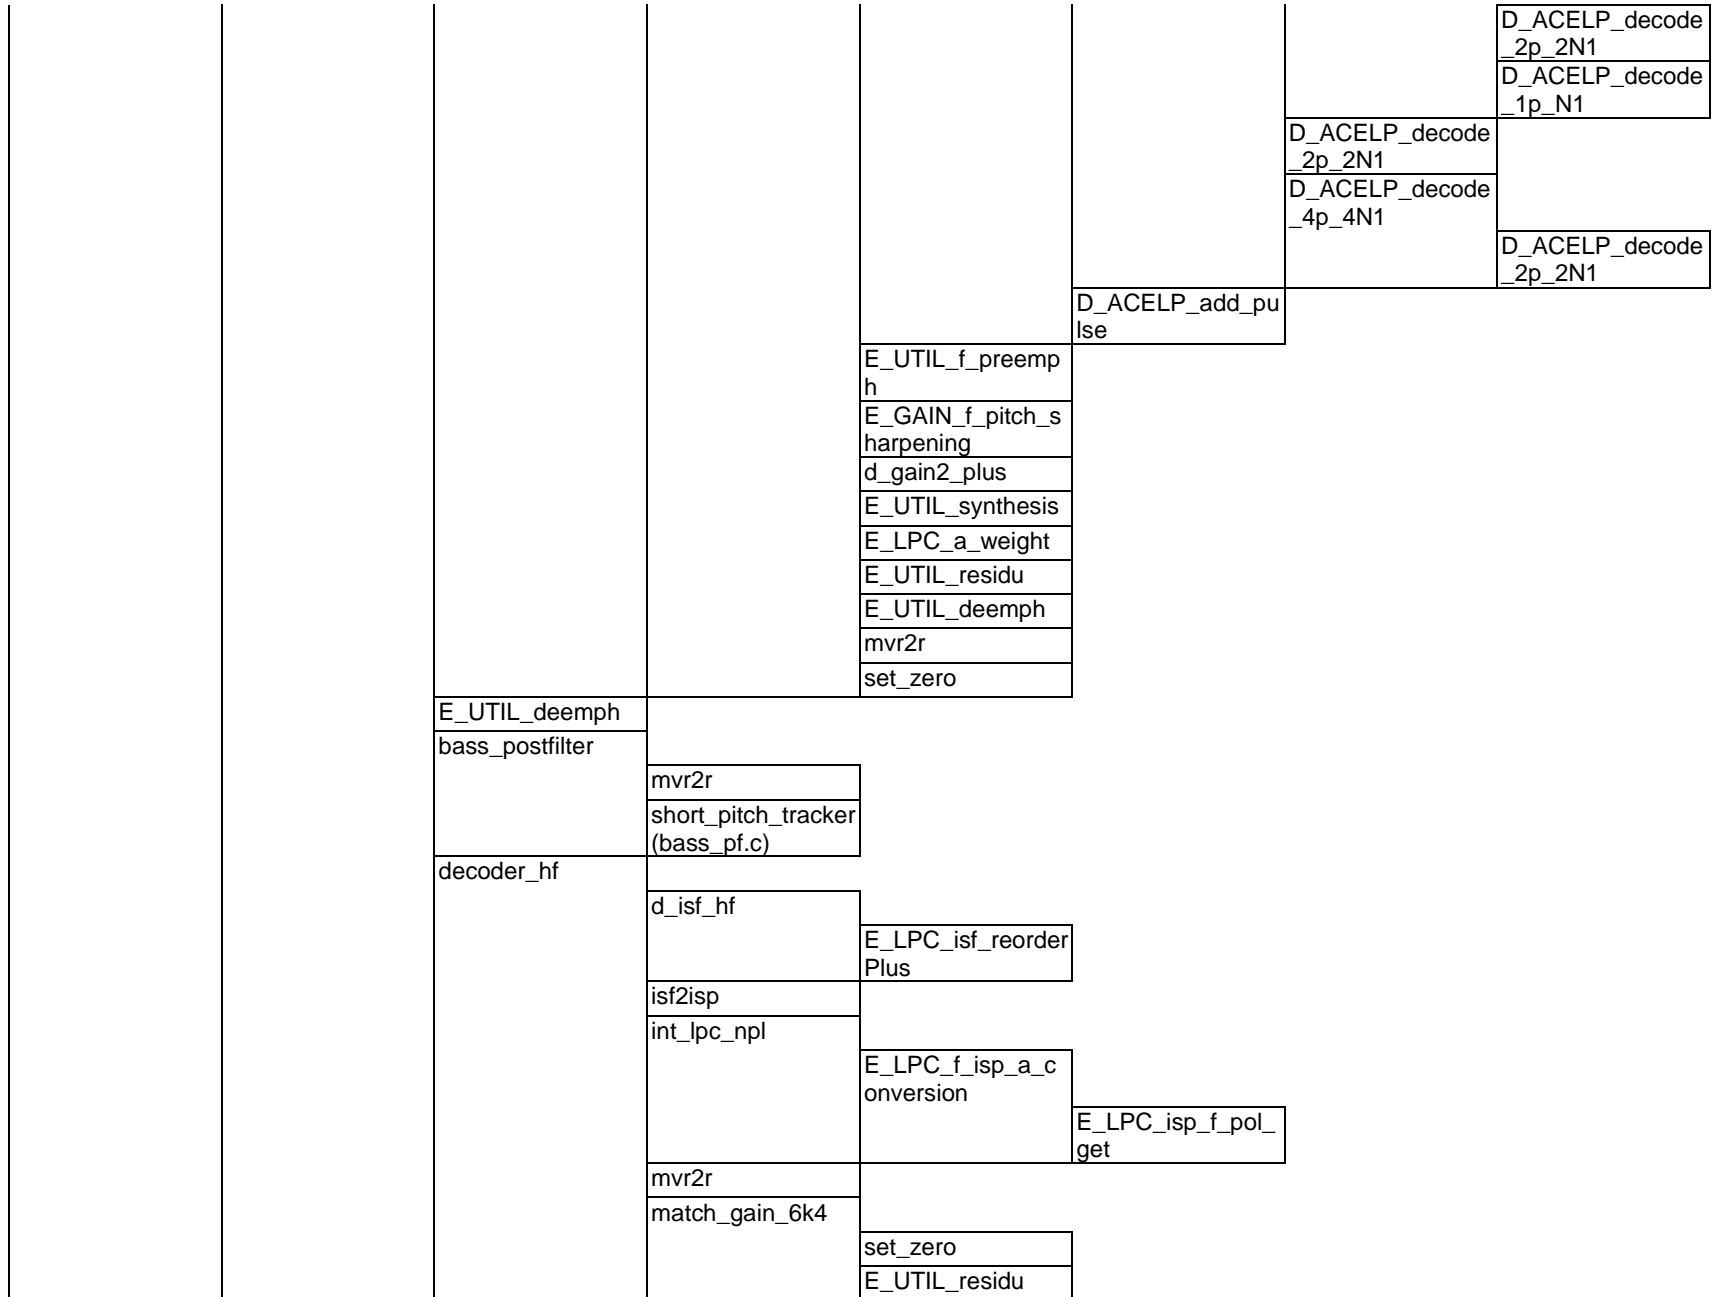 D_ACELP_decode
_2p_2N1
D_ACELP_decode
_1p_N1
D_ACELP_decode
_2p_2N1
D_ACELP_decode
_4p_4N1
D_ACELP_decode
_2p_2N1
D_ACELP_add_pu
lse
E_UTIL_f_preemp
h
E_GAIN_f_pitch_s
harpening
d_gain2_plus
E_UTIL_synthesis
E_LPC_a_weight
E_UTIL_residu
E_UTIL_deemph
mvr2r
set_zero
E_UTIL_deemph
bass_postfilter
mvr2r
short_pitch_tracker
(bass_pf.c)
decoder_hf
d_isf_hf
E_LPC_isf_reorder
Plus
isf2isp
int_lpc_npl
E_LPC_f_isp_a_c
onversion
E_LPC_isp_f_pol_
get
mvr2r
match_gain_6k4
set_zero
E_UTIL_residu